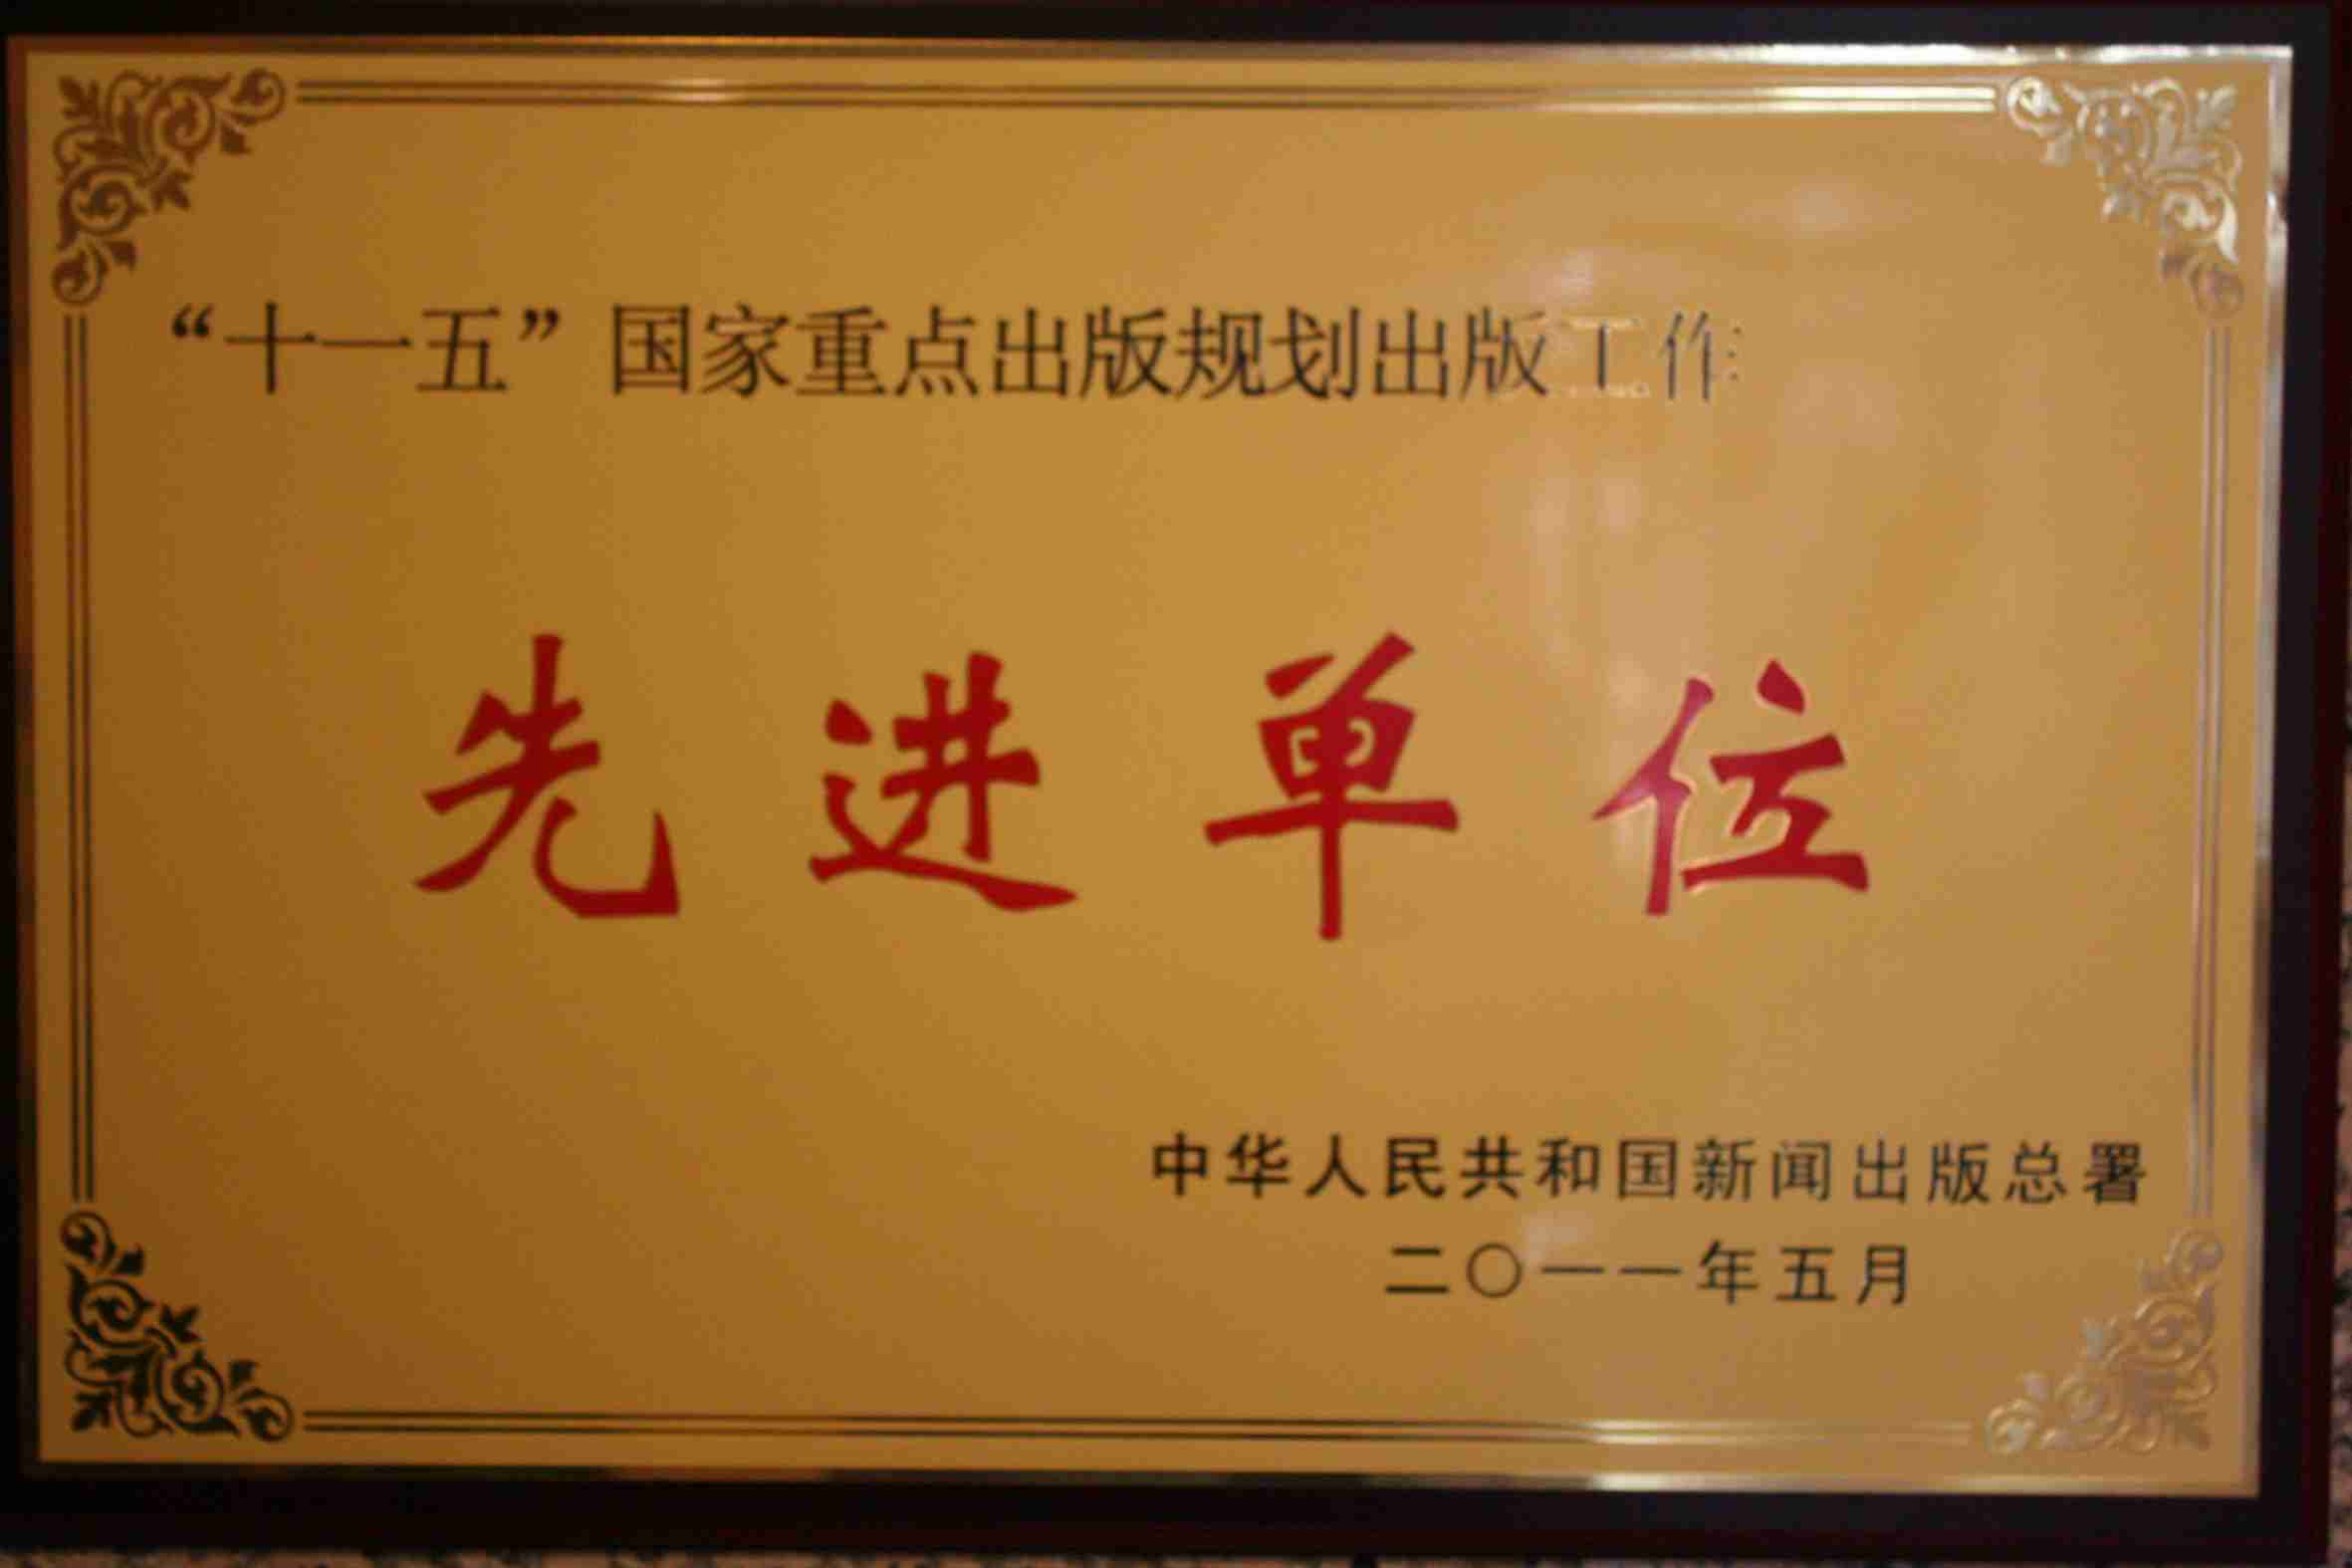 “十一五”国家重点出版规划出版工作
先进单位
中华人民共和国新闻出版总署
二〇一一年五月